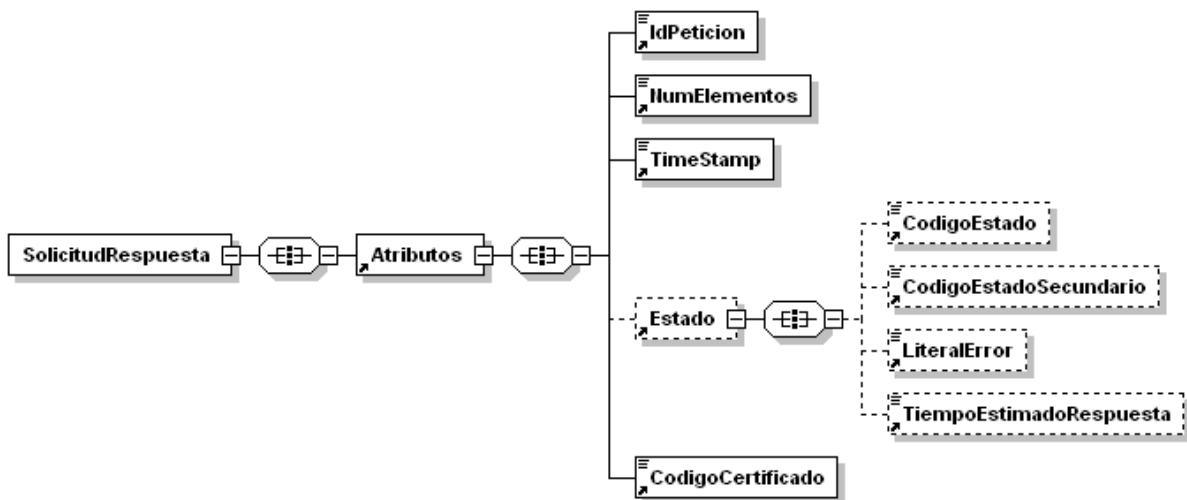 IdPeticion
NumElementos
TimeStamp
SolicitudRespuesta
Atributos
Estado
CodigoEstado
CodigoEstadoSecundario
LiteralError
TiempoEstimadoRespuesta
CodigoCertificado